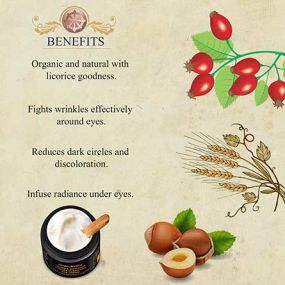 BENEFITS
Organic and natural with
licorice goodness.
Fights wrinkles effectively
around eyes.
Reduces dark circles and
discoloration.
Infuse radiance under eyes.